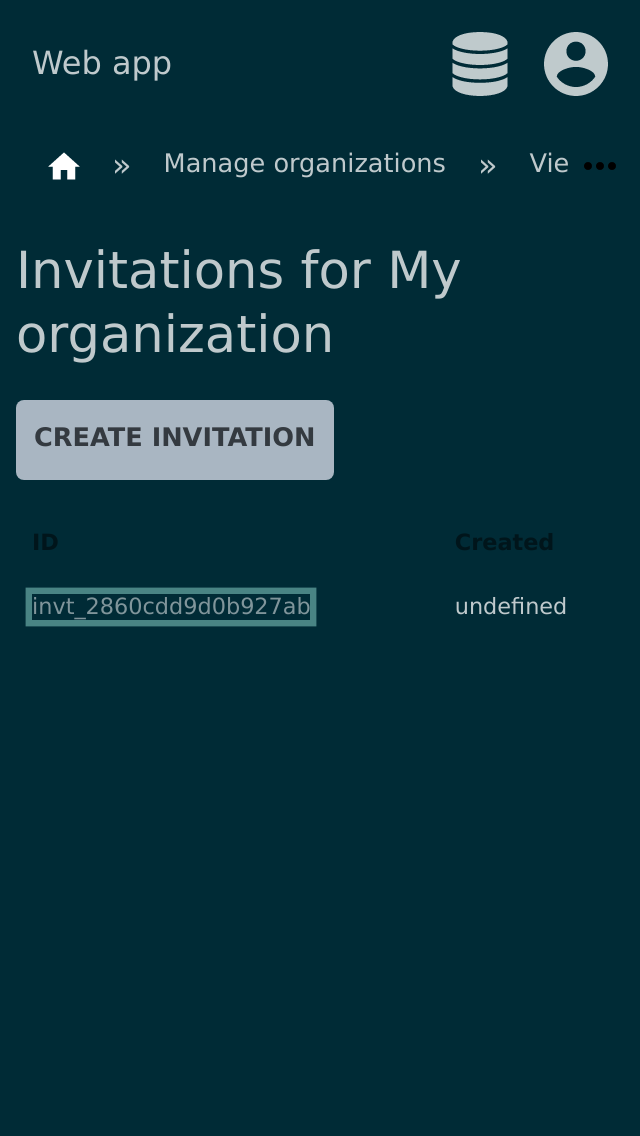 Web app
» Manage organizations » Vie •••
Invitations for My
organization
CREATE INVITATION
ID Created
invt_2860cdd9d0b927ab undefined